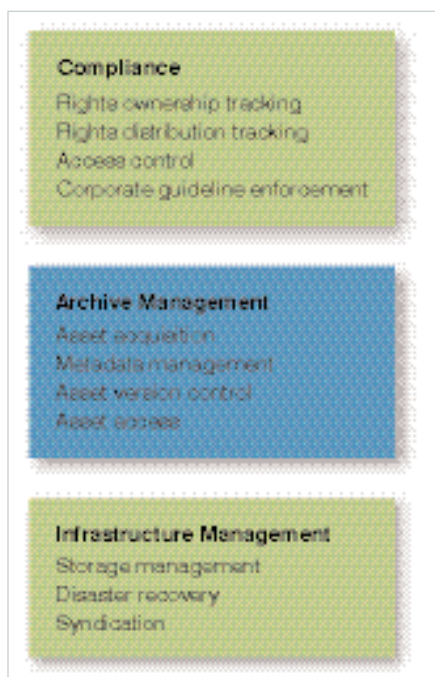 Compliance
Rights ownership tracking
Rights distribution tracking
Access control
Corporate guideline enforcement
Archive Management
Asset acquisition
Metadata management
Asset version control
Asset access
Infrastructure Management
Storage management
Disaster recovery
Syndication